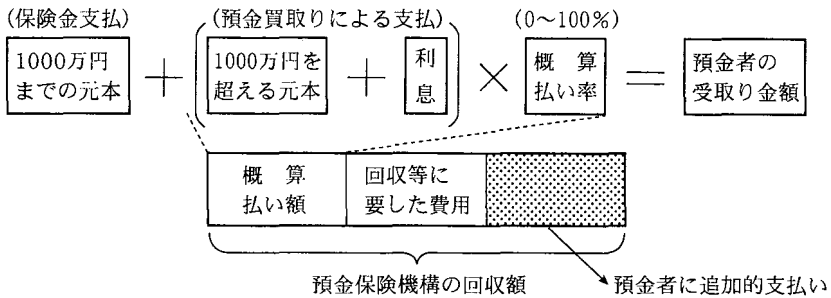 (保険金支払) (預金買取りによる支払) (0～100%)
1000万円
までの元本
＋
1000万円を
超える元本
＋
利
息
×
概 算
払い率
＝
預金者の
受取り金額
概 算
払い額
回収等に
要した費用
預金保険機構の回収額
預金者に追加的支払い